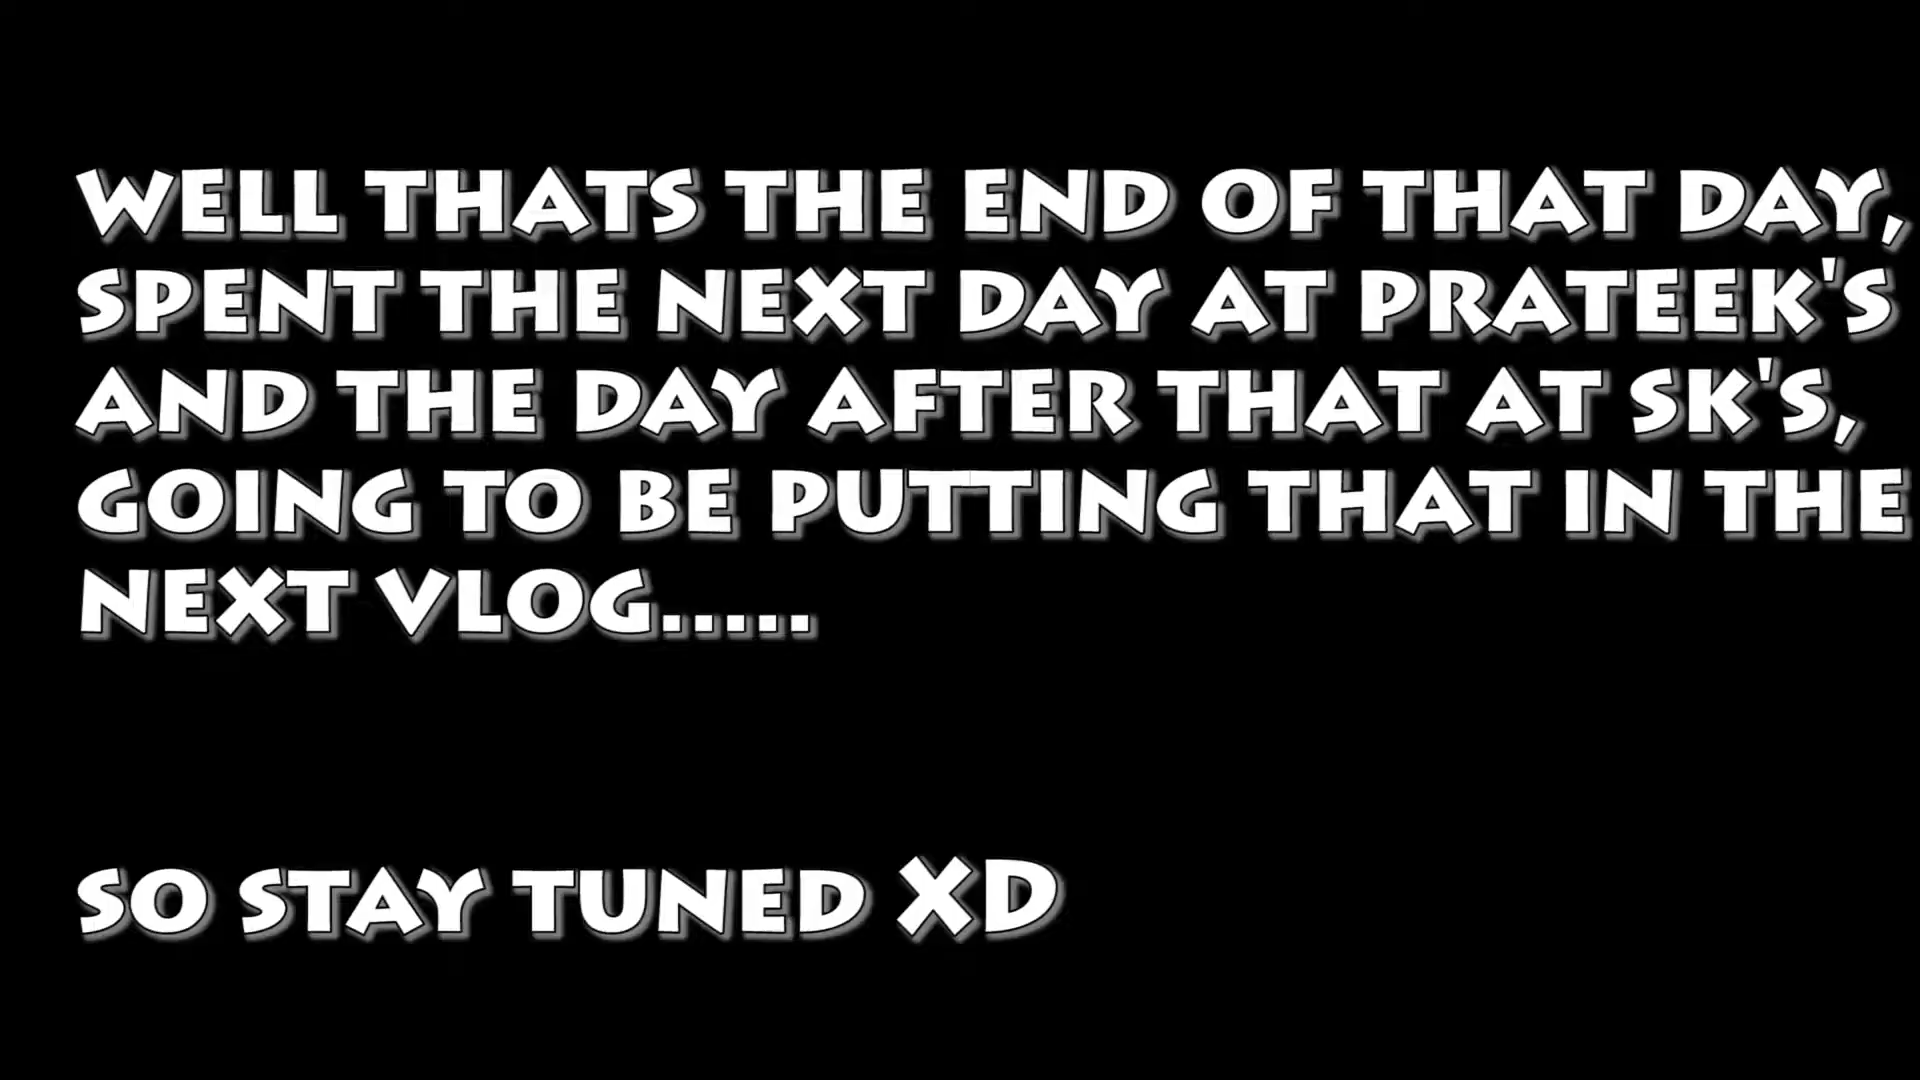 WELL THATS THE END OF THAT DAY,
SPENT THE NEXT DAY AT PRATEEK'S
AND THE DAY AFTER THAT AT SK'S,
GOING TO BE PUTTING THAT IN THE
NEXT VLOG.....
SO STAY TUNED XD